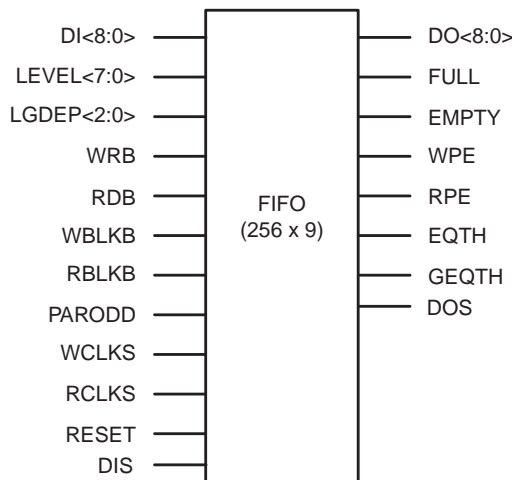 DI<8:0>
LEVEL<7:0>
LGDEP<2:0>
WRB
RDB
WBLKB
RBLKB
PARODD
WCLKS
RCLKS
RESET
DIS
FIFO
(256 x 9)
DO<8:0>
FULL
EMPTY
WPE
RPE
EQTH
GEQTH
DOS